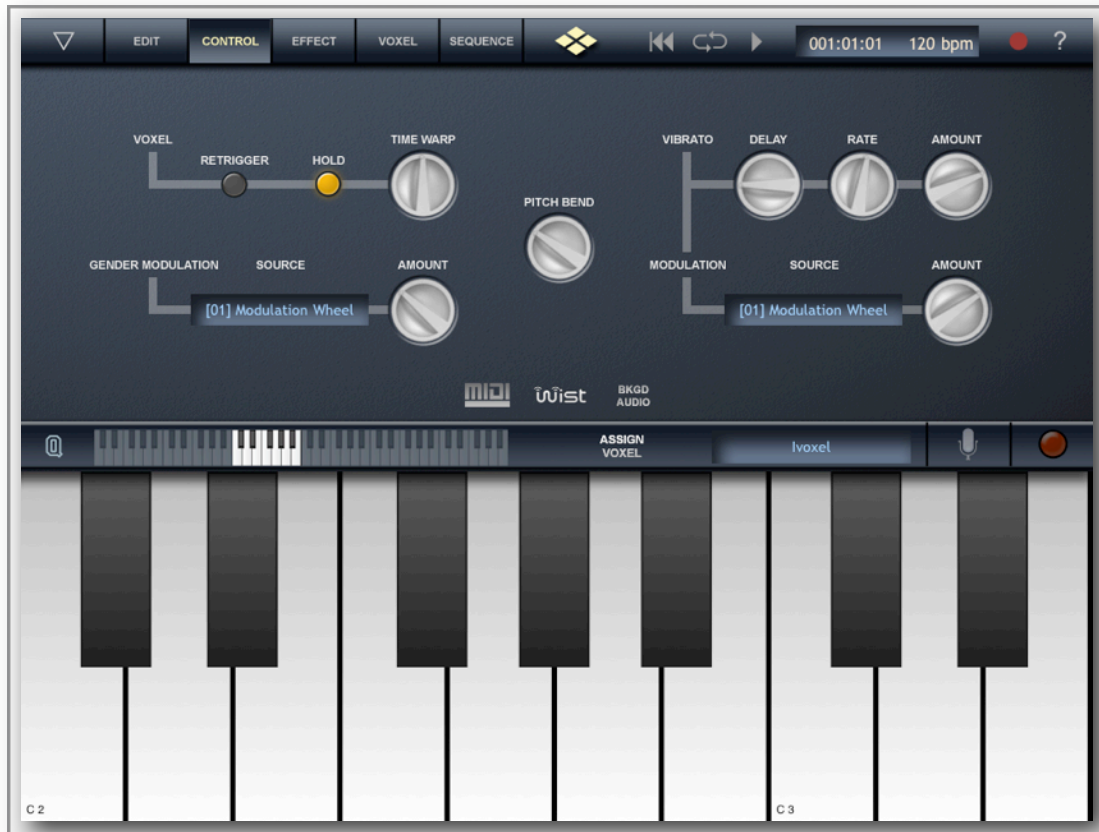 EDIT CONTROL EFFECT VOXEL SEQUENCE 001:01:01 120 bpm ?
VOXEL
RETRIGGER HOLD TIME WARP
VIBRATO DELAY RATE AMOUNT
PITCH BEND
GENDER MODULATION SOURCE AMOUNT
[01] Modulation Wheel
MODULATION SOURCE AMOUNT
[01] Modulation Wheel
MIDI wist BKGD
AUDIO
Q ASSIGN
VOXEL
Ivoxel
C 2 C 3